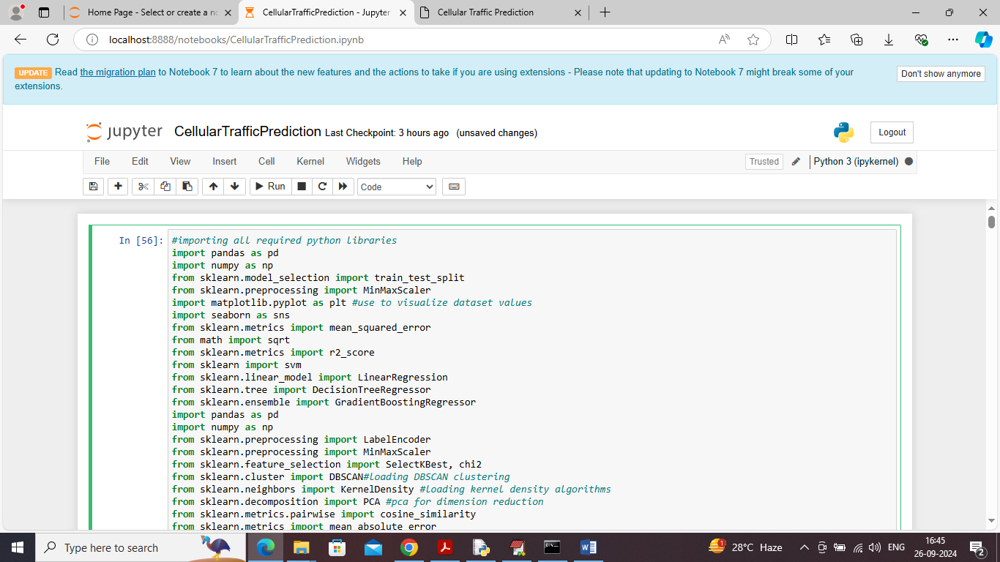 Home Page - Select or create a no
CellularTrafficPrediction - Jupyter
Cellular Traffic Prediction
localhost:8888/notebooks/CellularTrafficPrediction.ipynb
UPDATE Read the migration plan to Notebook 7 to learn about the new features and the actions to take if you are using extensions - Please note that updating to Notebook 7 might break some of your
extensions.
Don't show anymore
jupyter CellularTrafficPrediction Last Checkpoint: 3 hours ago (unsaved changes)
Logout
File Edit View Insert Cell Kernel Widgets Help
Trusted
Python 3 (ipykernel)
Run
Code
In [56]: #importing all required python libraries
import pandas as pd
import numpy as np
from sklearn.model_selection import train_test_split
from sklearn.preprocessing import MinMaxScaler
import matplotlib.pyplot as plt #use to visualize dataset values
import seaborn as sns
from sklearn.metrics import mean_squared_error
from math import sqrt
from sklearn.metrics import r2_score
from sklearn import svm
from sklearn.linear_model import LinearRegression
from sklearn.tree import DecisionTreeRegressor
from sklearn.ensemble import GradientBoostingRegressor
import pandas as pd
import numpy as np
from sklearn.preprocessing import LabelEncoder
from sklearn.preprocessing import MinMaxScaler
from sklearn.feature_selection import SelectKBest, chi2
from sklearn.cluster import DBSCAN#loading DBSCAN clustering
from sklearn.neighbors import KernelDensity #loading kernel density algorithms
from sklearn.decomposition import PCA #pca for dimension reduction
from sklearn.metrics.pairwise import cosine_similarity
from sklearn.metrics import mean_absolute_error
Type here to search
1
28°C Haze
ENG
16:45
26-09-2024
2